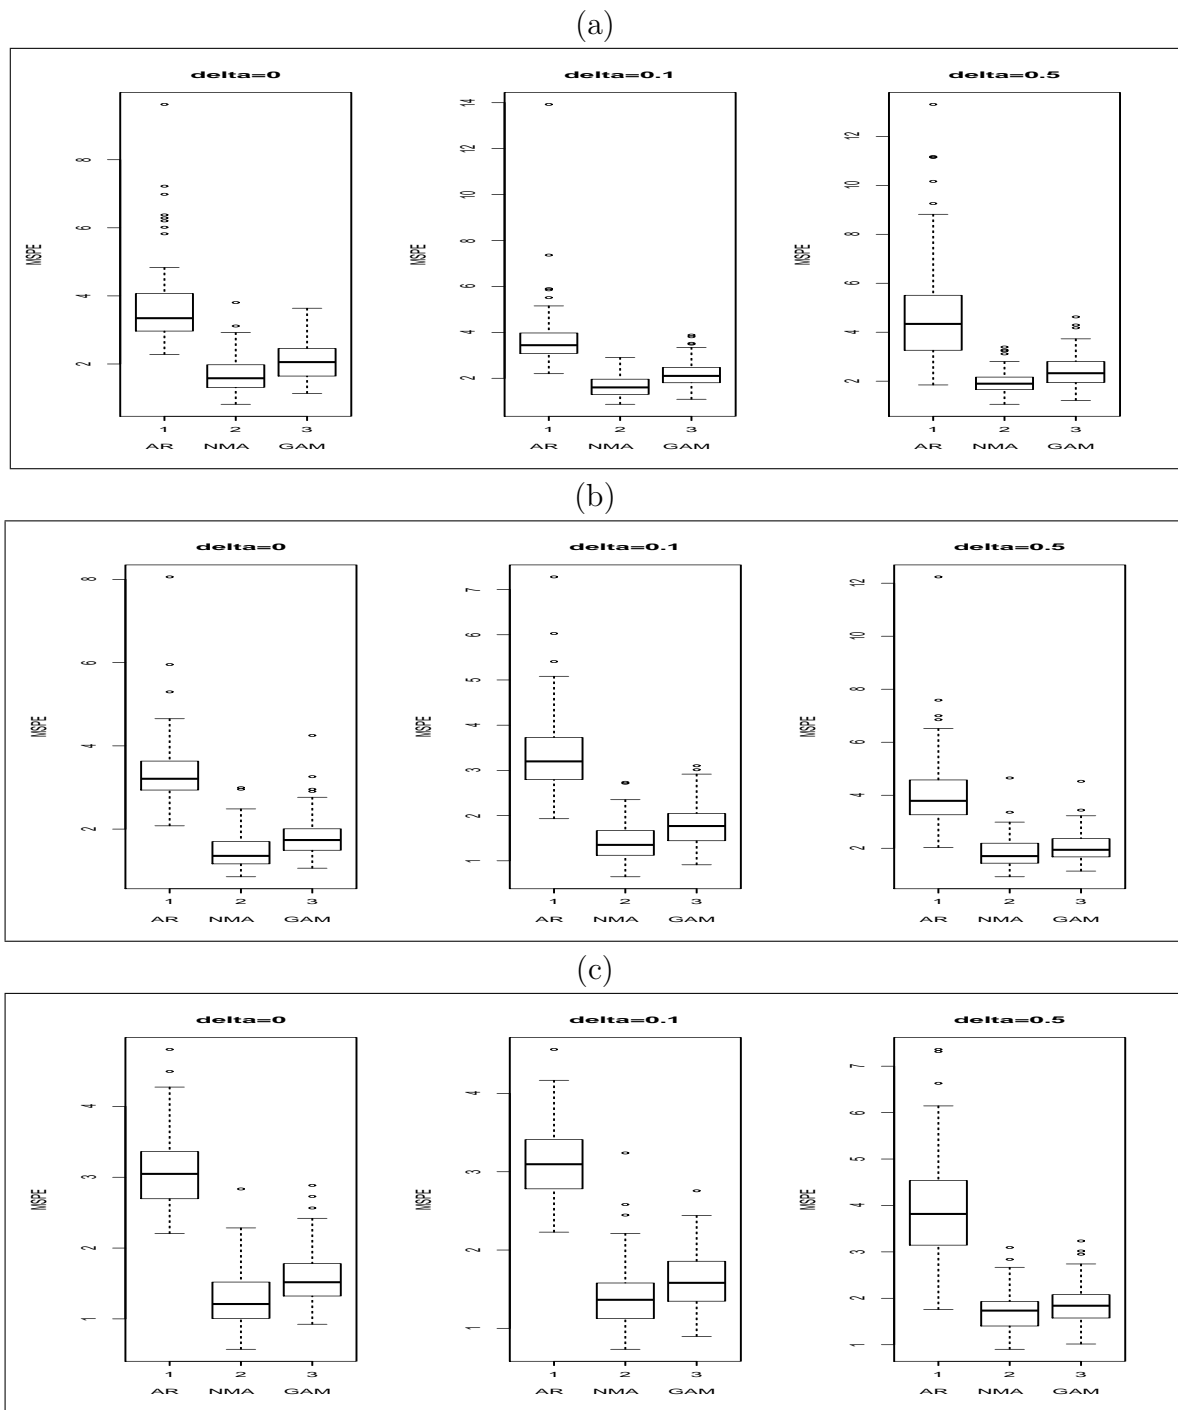 (a)
delta=0 delta=0.1 delta=0.5
MSPE MSPE MSPE
2 4 6 8
2 4 6 8 10 12 14
2 4 6 8 10 12
1 2 3 1 2 3 1 2 3
AR NMA GAM AR NMA GAM AR NMA GAM
(b)
delta=0 delta=0.1 delta=0.5
MSPE MSPE MSPE
2 4 6 8
1 2 3 4 5 6 7
2 4 6 8 10 12
1 2 3 1 2 3 1 2 3
AR NMA GAM AR NMA GAM AR NMA GAM
(c)
delta=0 delta=0.1 delta=0.5
MSPE MSPE MSPE
1 2 3 4
1 2 3 4
1 2 3 4 5 6 7
1 2 3 1 2 3 1 2 3
AR NMA GAM AR NMA GAM AR NMA GAM